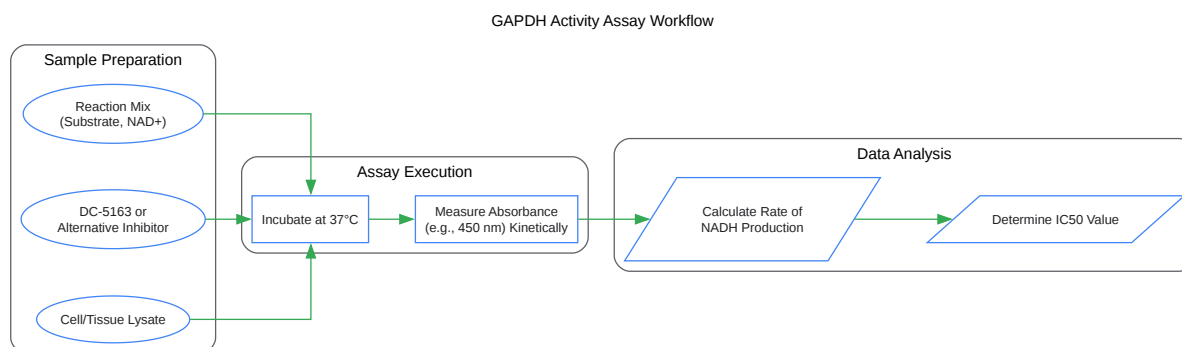 GAPDH Activity Assay Workflow
Sample Preparation
Reaction Mix
(Substrate, NAD+)
DC-5163 or
Alternative Inhibitor
Cell/Tissue Lysate
Assay Execution
Incubate at 37°C
Measure Absorbance
(e.g., 450 nm) Kinetically
Data Analysis
Calculate Rate of
NADH Production
Determine IC50 Value